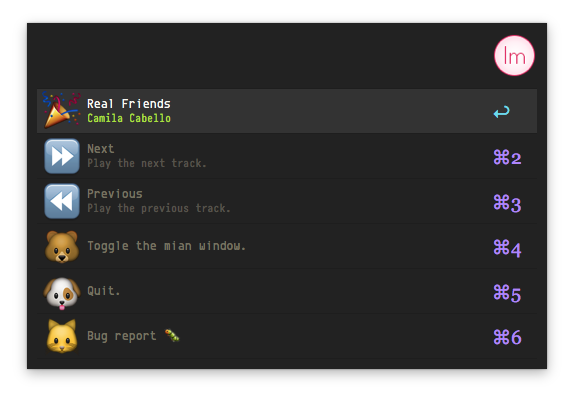 lm
Real Friends
Camila Cabello
↩
Next
Play the next track.
⌘2
Previous
Play the previous track.
⌘3
Toggle the mian window.
⌘4
Quit.
⌘5
Bug report 🐛
⌘6